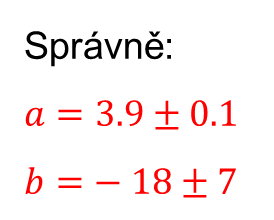 Správně:
a = 3.9 ± 0.1
b = − 18 ± 7